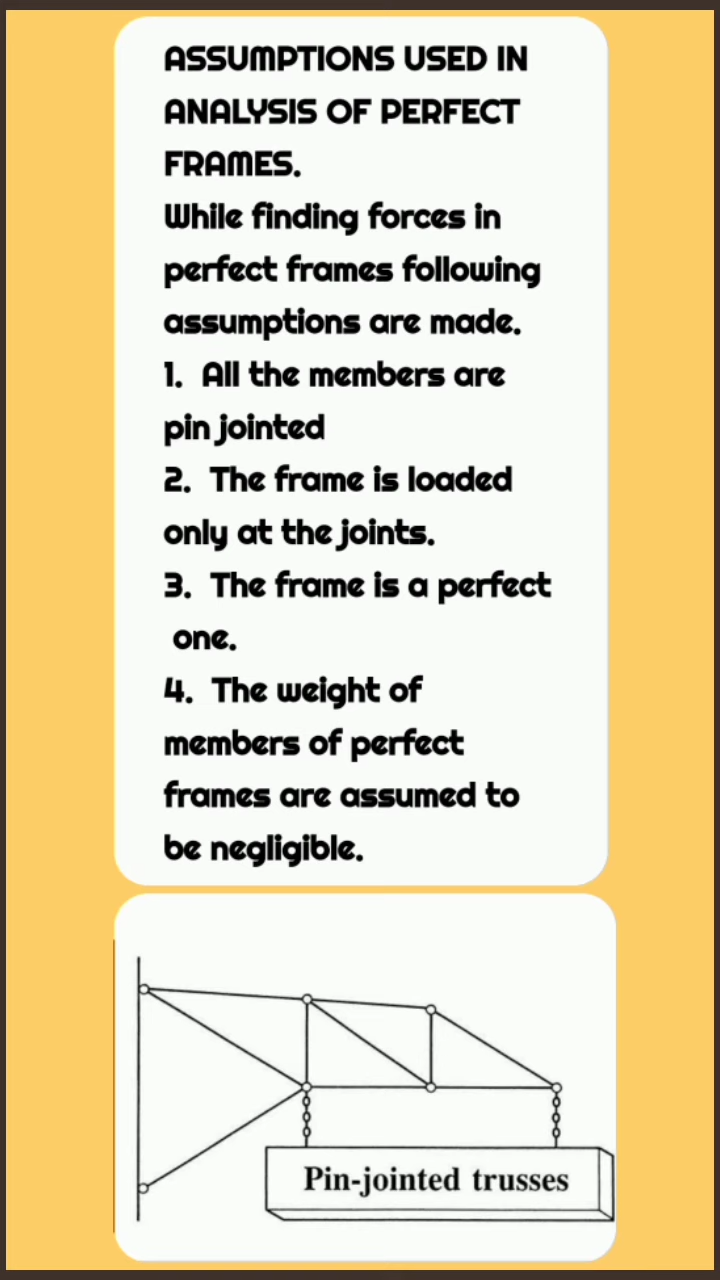 ASSUMPTIONS USED IN
ANALYSIS OF PERFECT
FRAMES.
While finding forces in
perfect frames following
assumptions are made.
1. All the members are
pin jointed
2. The frame is loaded
only at the joints.
3. The frame is a perfect
one.
4. The weight of
members of perfect
frames are assumed to
be negligible.
Pin-jointed trusses